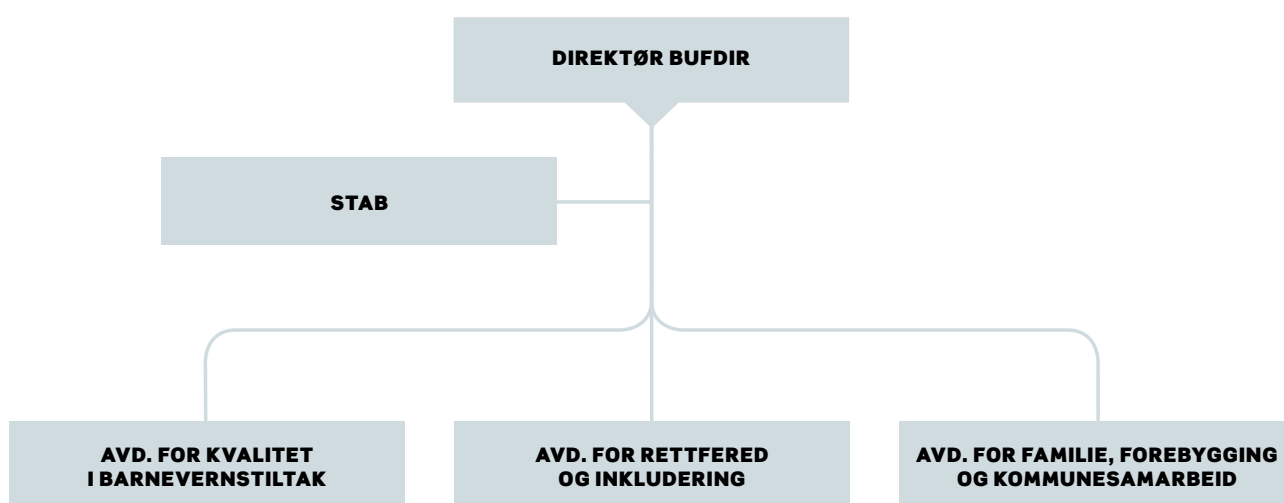 DIREKTØR BUFDIR
STAB
AVD. FOR KVALITET
I BARNEVERNSTILTAK
AVD. FOR RETTFERED
OG INKLUDERING
AVD. FOR FAMILIE, FOREBYGGING
OG KOMMUNESAMARBEID